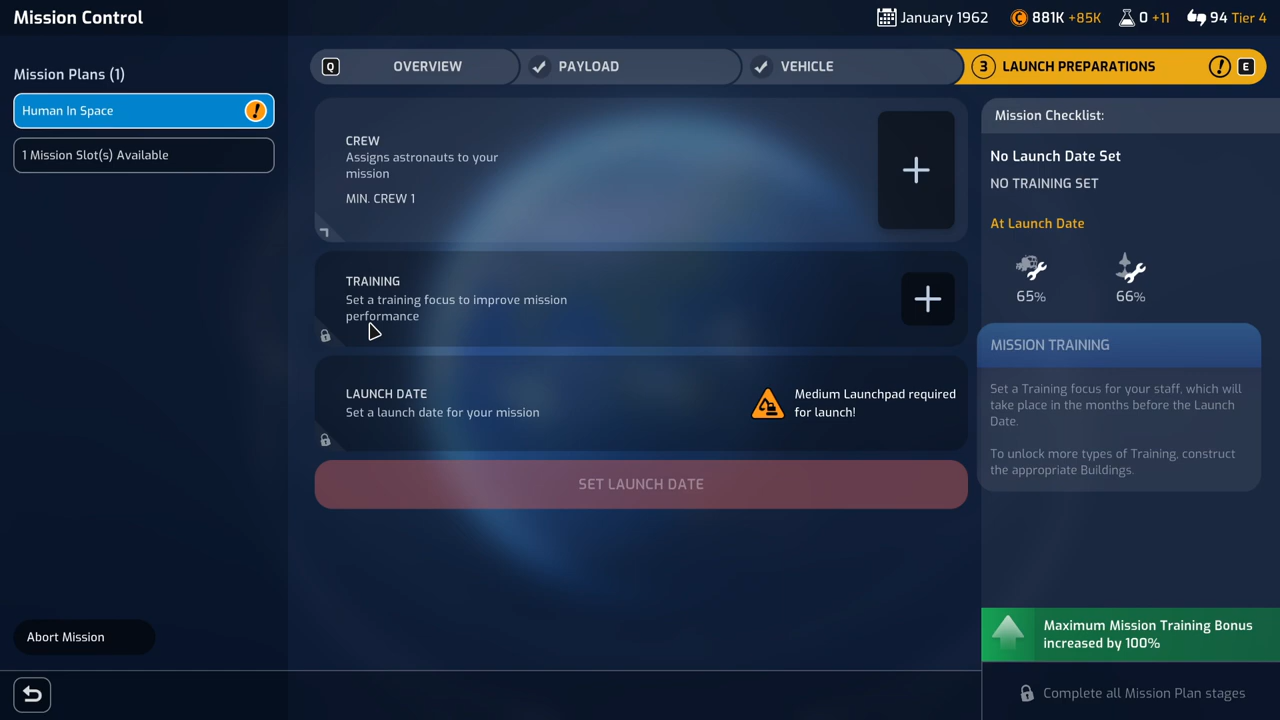 Mission Control
January 1962
881K +85K
0 +11
94 Tier 4
Mission Plans (1)
Human In Space
1 Mission Slot(s) Available
Q
OVERVIEW
PAYLOAD
VEHICLE
3
LAUNCH PREPARATIONS
E
CREW
Assigns astronauts to your
mission
MIN. CREW 1
TRAINING
Set a training focus to improve mission
performance
LAUNCH DATE
Set a launch date for your mission
Medium Launchpad required
for launch!
SET LAUNCH DATE
Mission Checklist:
No Launch Date Set
NO TRAINING SET
At Launch Date
65%
66%
MISSION TRAINING
Set a Training focus for your staff, which will
take place in the months before the Launch
Date.
To unlock more types of Training, construct
the appropriate Buildings.
Maximum Mission Training Bonus
increased by 100%
Complete all Mission Plan stages
Abort Mission